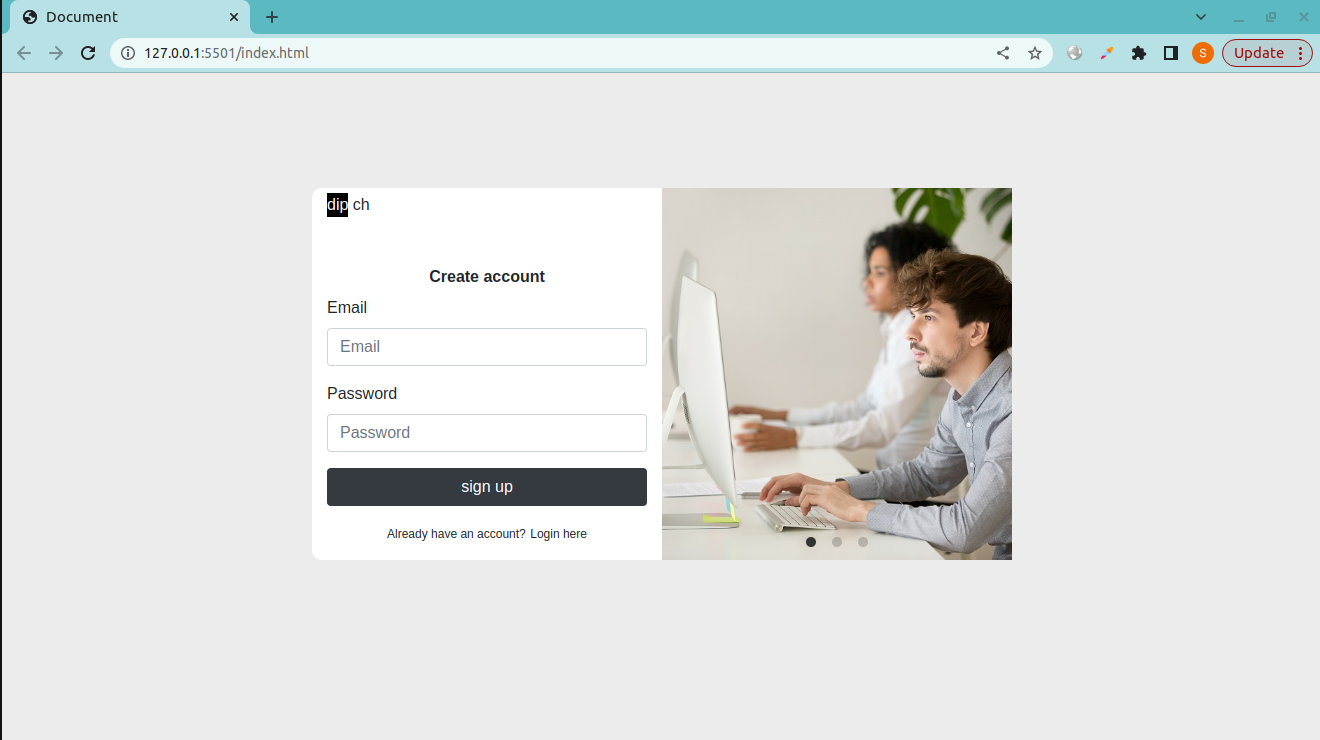 Document
127.0.0.1:5501/index.html
S
Update
dip ch
Create account
Email
Email
Password
Password
sign up
Already have an account? Login here